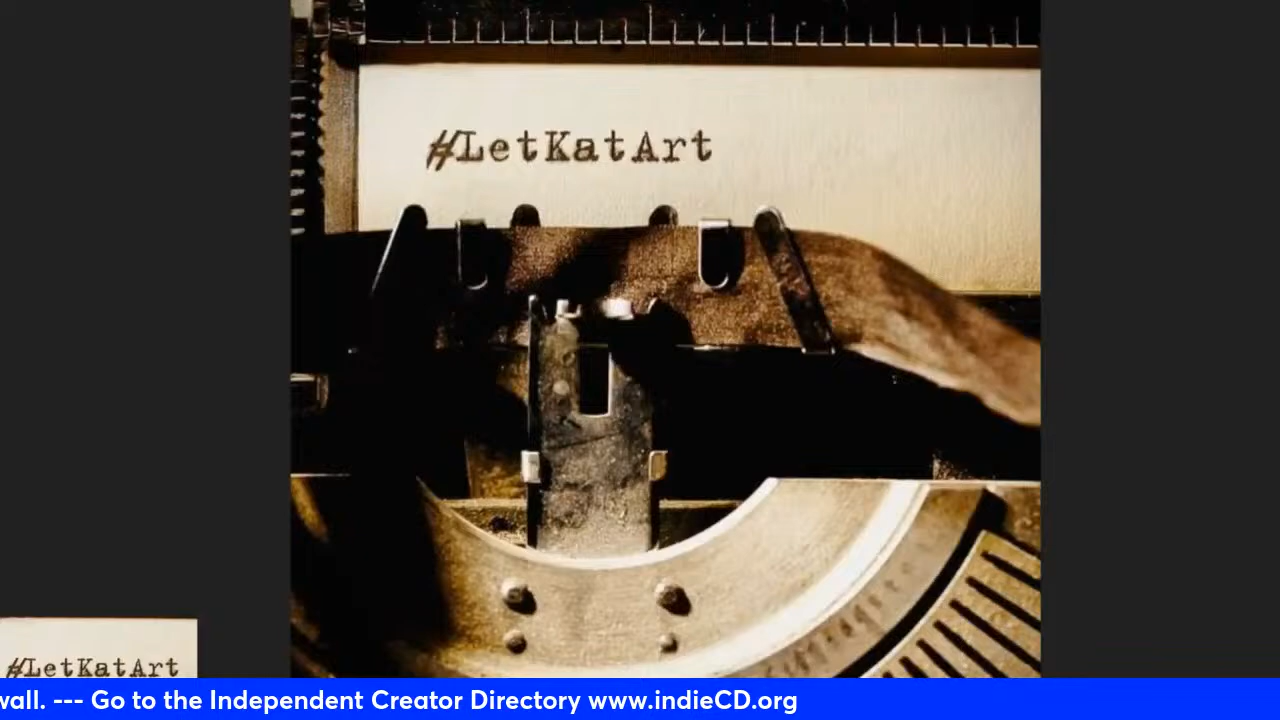 #LetKatArt
#LetKatArt
wall. --- Go to the Independent Creator Directory www.indieCD.org